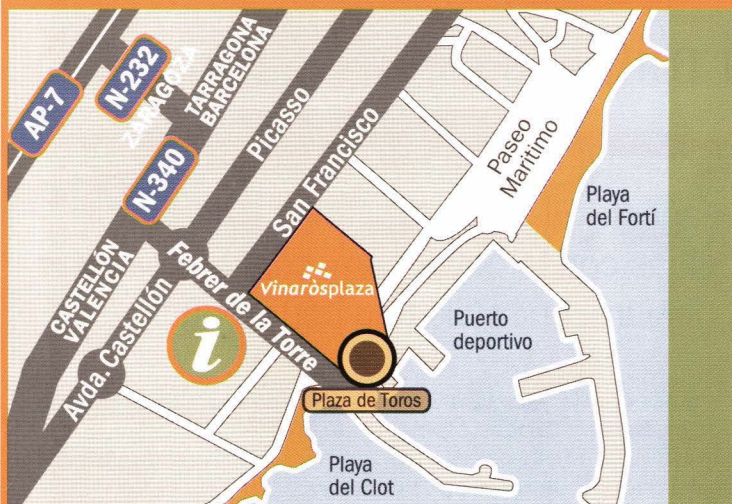 AP-7
N-232
ZARAGOZA
TARRAGONA
BARCELONA
N-340
Picasso
San Francisco
Paseo
Maritimo
Playa
del Fortí
CASTELLÓN
VALENCIA
Febrer de la Torre
Vinaròsplaza
Avda. Castellón
i
Puerto
deportivo
Plaza de Toros
Playa
del Clot